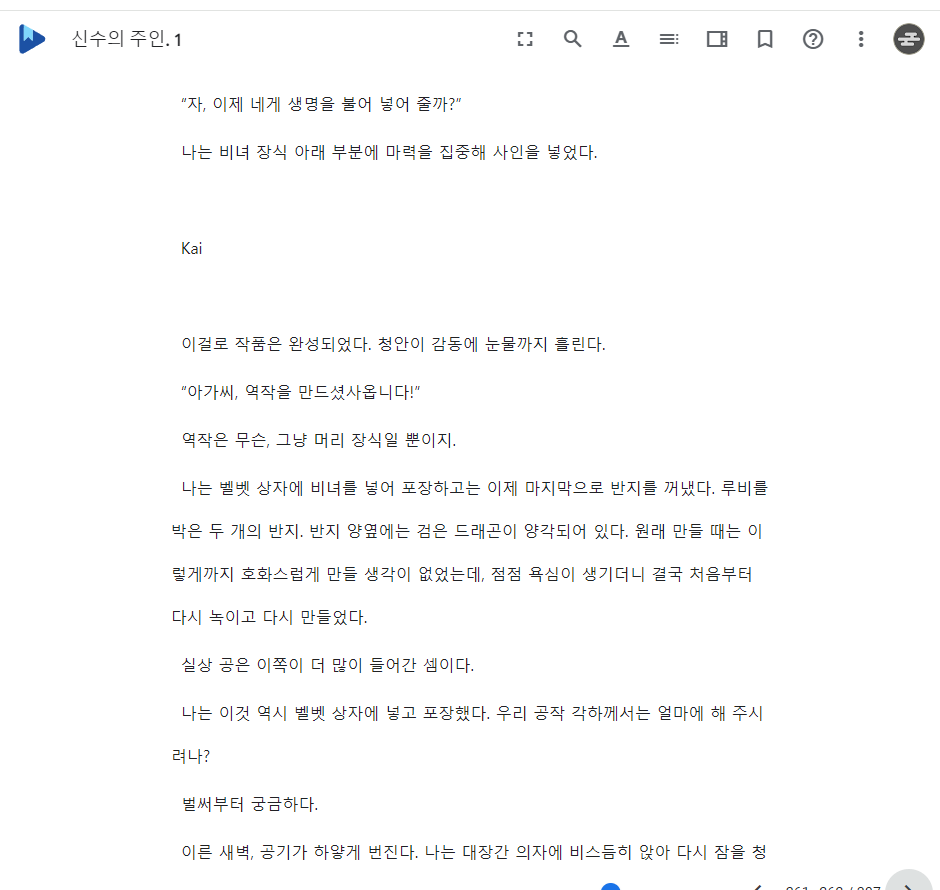 신수의 주인. 1
“자, 이제 네게 생명을 불어 넣어 줄까?”
나는 비녀 장식 아래 부분에 마력을 집중해 사인을 넣었다.
Kai
이걸로 작품은 완성되었다. 청안이 감동에 눈물까지 흘린다.
“아가씨, 역작을 만드셨사옵니다!”
역작은 무슨, 그냥 머리 장식일 뿐이지.
나는 벨벳 상자에 비녀를 넣어 포장하고는 이제 마지막으로 반지를 꺼냈다. 루비를
박은 두 개의 반지. 반지 양옆에는 검은 드래곤이 양각되어 있다. 원래 만들 때는 이
렇게까지 호화스럽게 만들 생각이 없었는데, 점점 욕심이 생기더니 결국 처음부터
다시 녹이고 다시 만들었다.
실상 공은 이쪽이 더 많이 들어간 셈이다.
나는 이것 역시 벨벳 상자에 넣고 포장했다. 우리 공작 각하께서는 얼마에 해 주시
려나?
벌써부터 궁금하다.
이른 새벽, 공기가 하얗게 번진다. 나는 대장간 의자에 비스듬히 앉아 다시 잠을 청